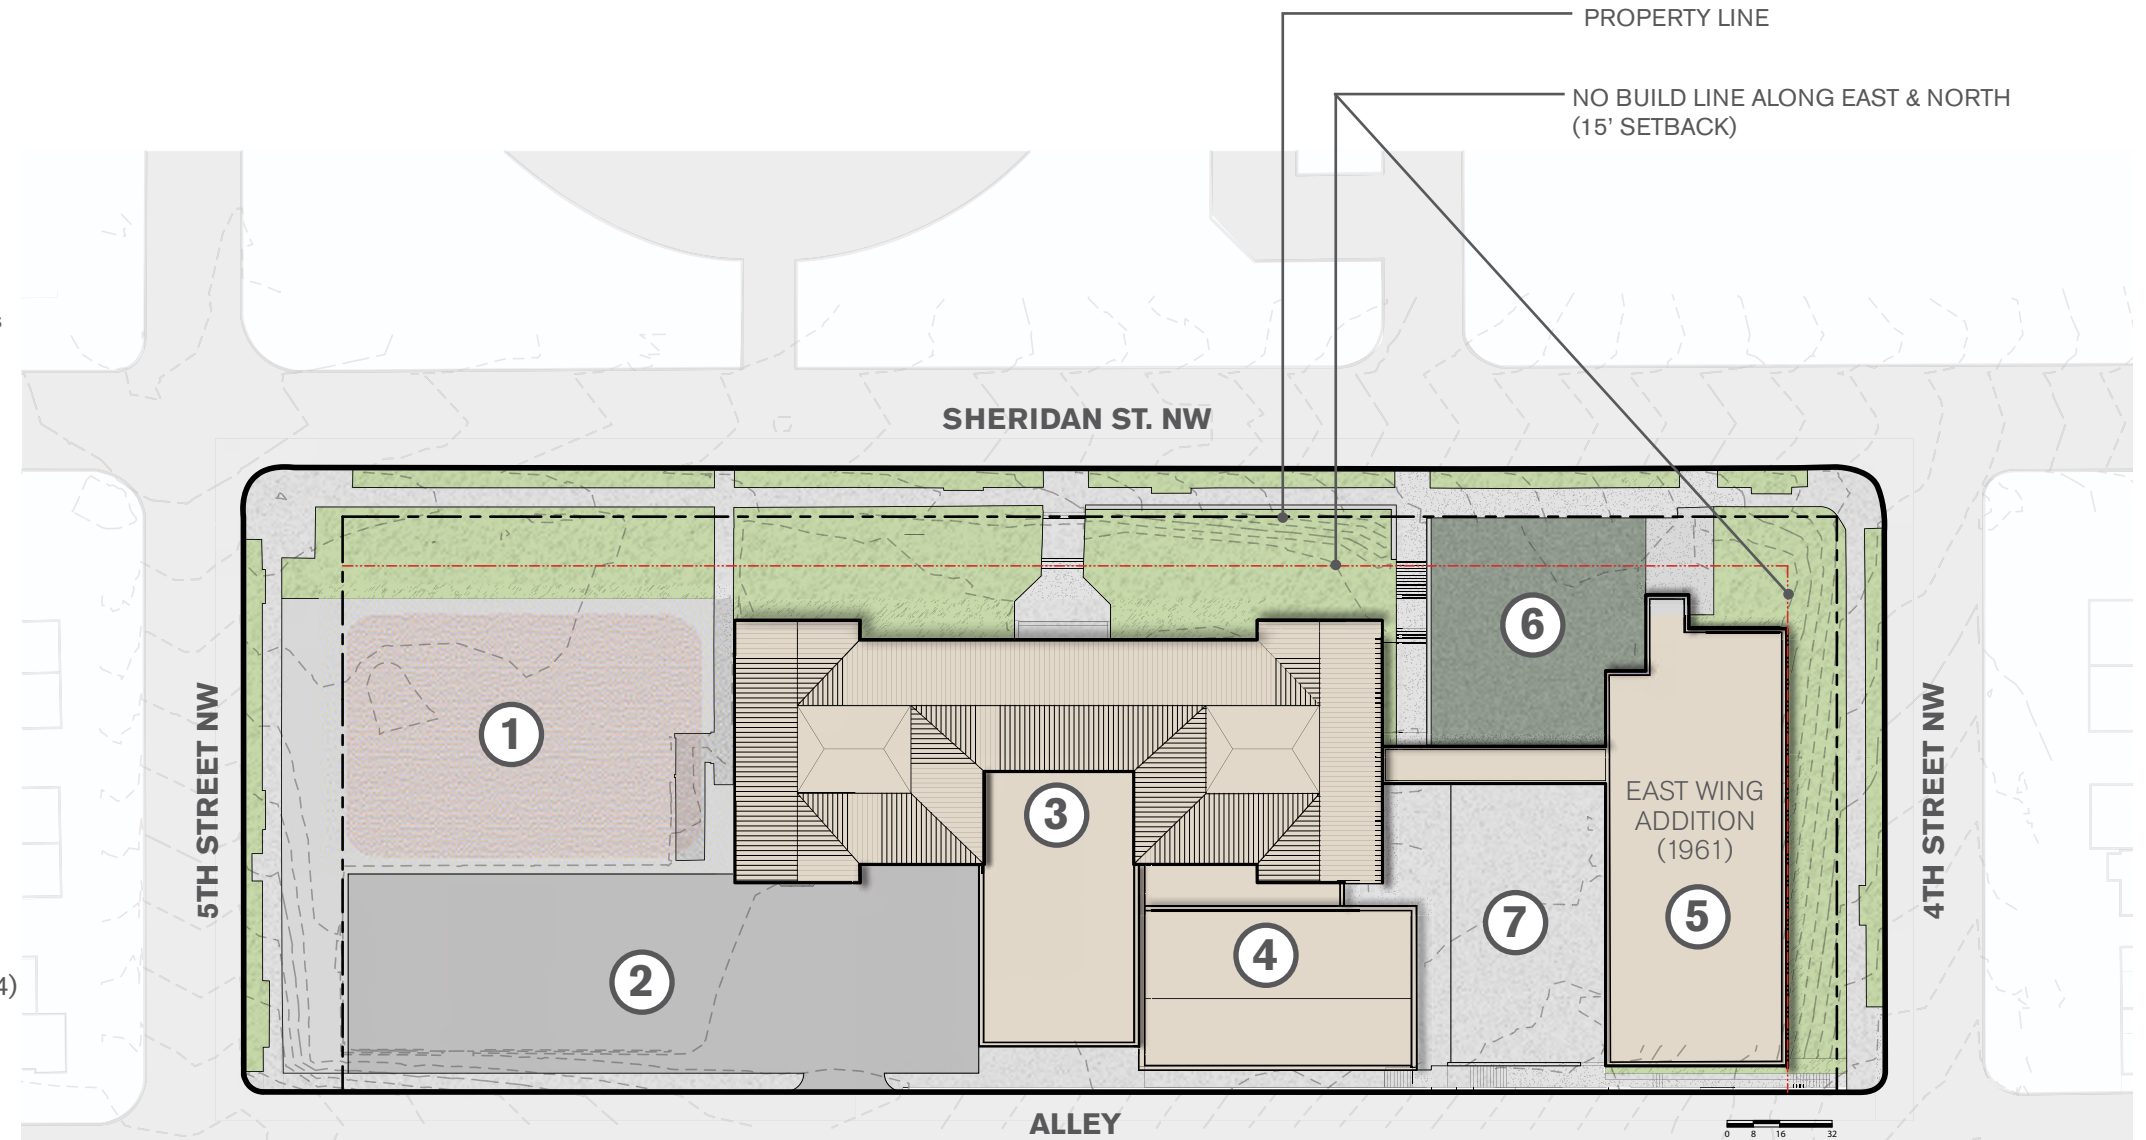 PROPERTY LINE
NO BUILD LINE ALONG EAST & NORTH
(15' SETBACK)
s
SHERIDAN ST. NW
6
1
5TH STREET NW
4TH STREET NW
3
EAST WING
ADDITION
(1961)
5
7
4
2
4)
ALLEY
0 8 16 32